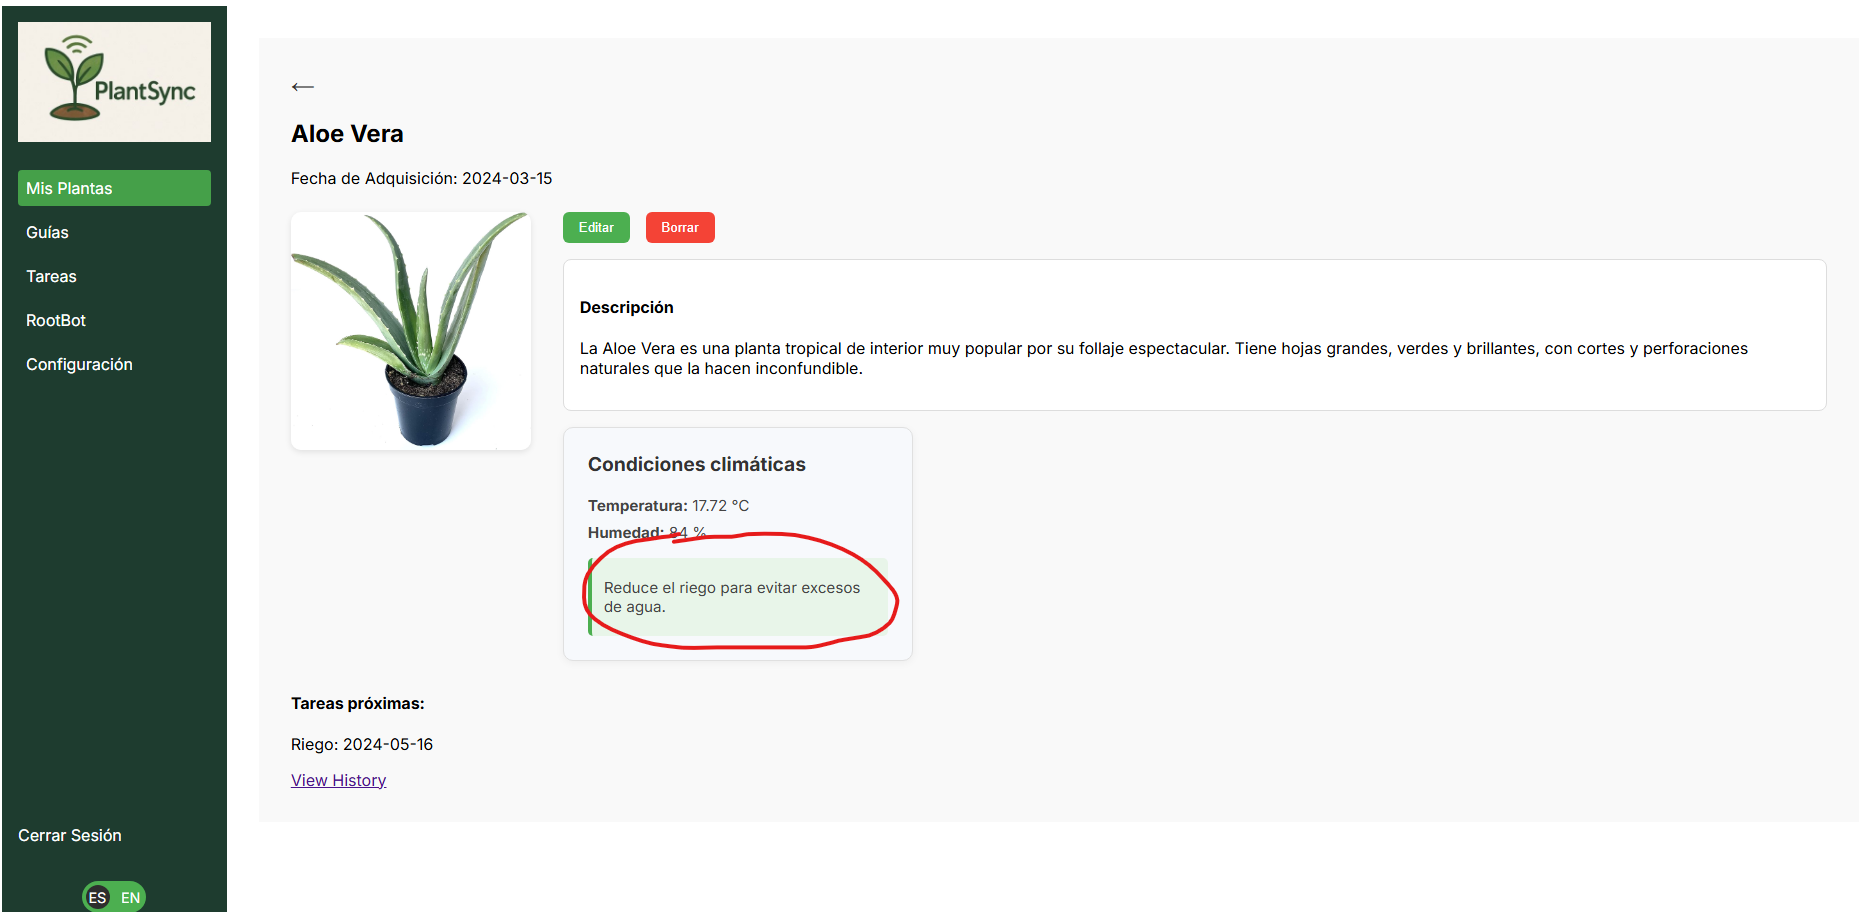 PlantSync
Mis Plantas
Guías
Tareas
RootBot
Configuración
Cerrar Sesión
ES EN
←
Aloe Vera
Fecha de Adquisición: 2024-03-15
Editar Borrar
Descripción
La Aloe Vera es una planta tropical de interior muy popular por su follaje espectacular. Tiene hojas grandes, verdes y brillantes, con cortes y perforaciones
naturales que la hacen inconfundible.
Condiciones climáticas
Temperatura: 17.72 °C
Humedad: 84 %
Reduce el riego para evitar excesos
de agua.
Tareas próximas:
Riego: 2024-05-16
View History